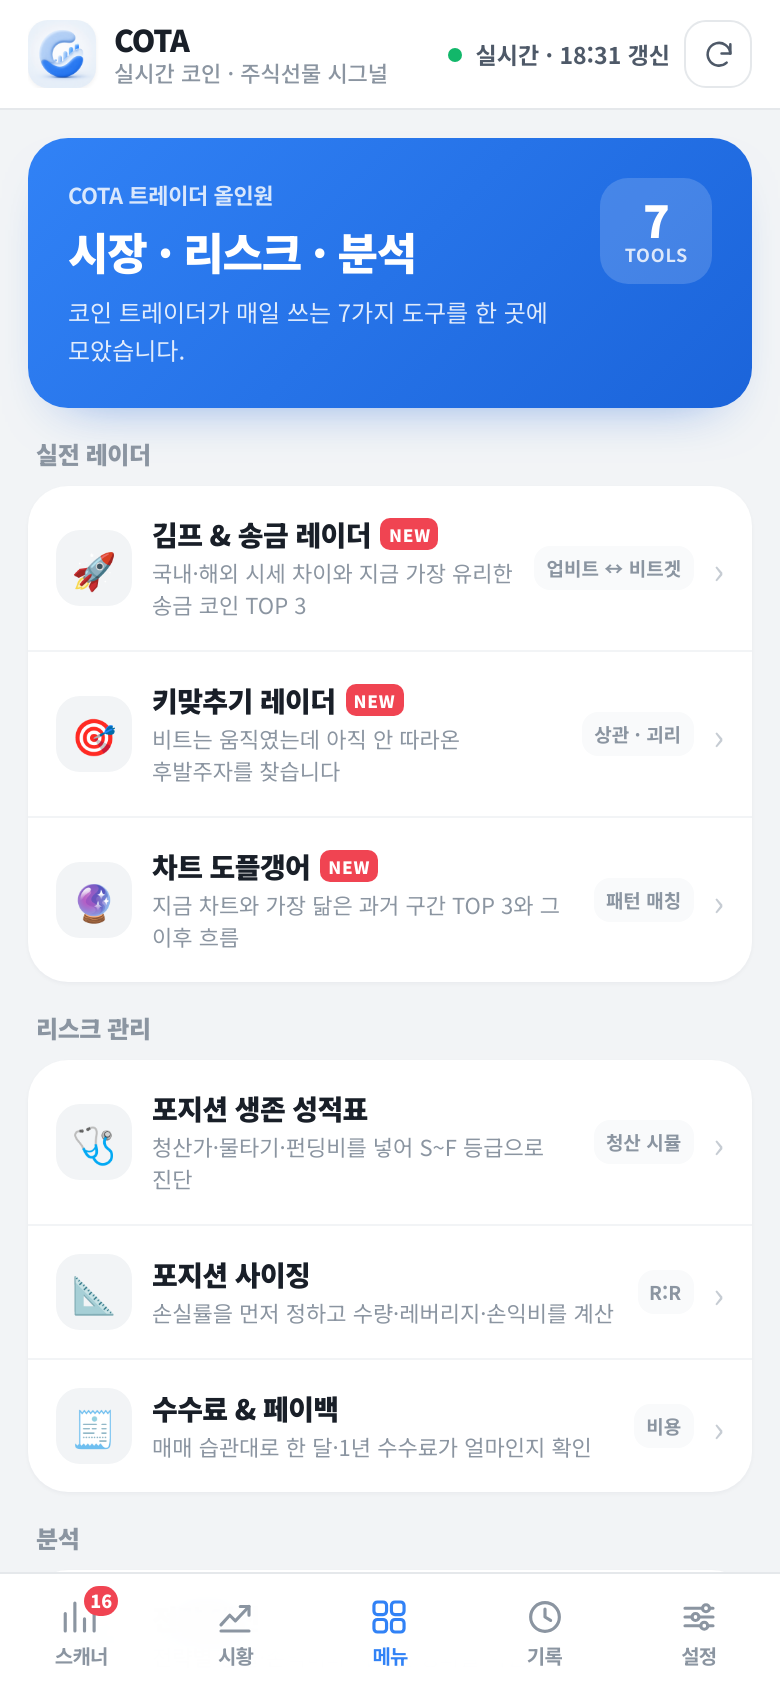 COTA
실시간 코인 · 주식선물 시그널
실시간 · 18:31 갱신
COTA 트레이더 올인원
시장 · 리스크 · 분석
코인 트레이더가 매일 쓰는 7가지 도구를 한 곳에
모았습니다.
7
TOOLS
실전 레이더
김프 & 송금 레이더 NEW
국내·해외 시세 차이와 지금 가장 유리한
송금 코인 TOP 3
업비트 ↔ 비트겟
키맞추기 레이더 NEW
비트는 움직였는데 아직 안 따라온
후발주자를 찾습니다
상관 · 괴리
차트 도플갱어 NEW
지금 차트와 가장 닮은 과거 구간 TOP 3와 그
이후 흐름
패턴 매칭
리스크 관리
포지션 생존 성적표
청산가·물타기·펀딩비를 넣어 S~F 등급으로
진단
청산 시뮬
포지션 사이징
손실률을 먼저 정하고 수량·레버리지·손익비를 계산
R:R
수수료 & 페이백
매매 습관대로 한 달·1년 수수료가 얼마인지 확인
비용
분석
16
스캐너
시황
메뉴
기록
설정